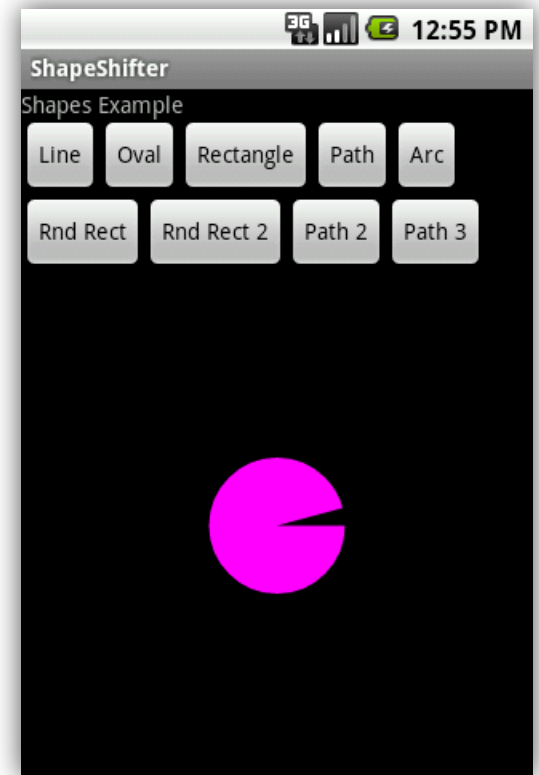 3G 12:55 PM
ShapeShifter
Shapes Example
Line Oval Rectangle Path Arc
Rnd Rect Rnd Rect 2 Path 2 Path 3